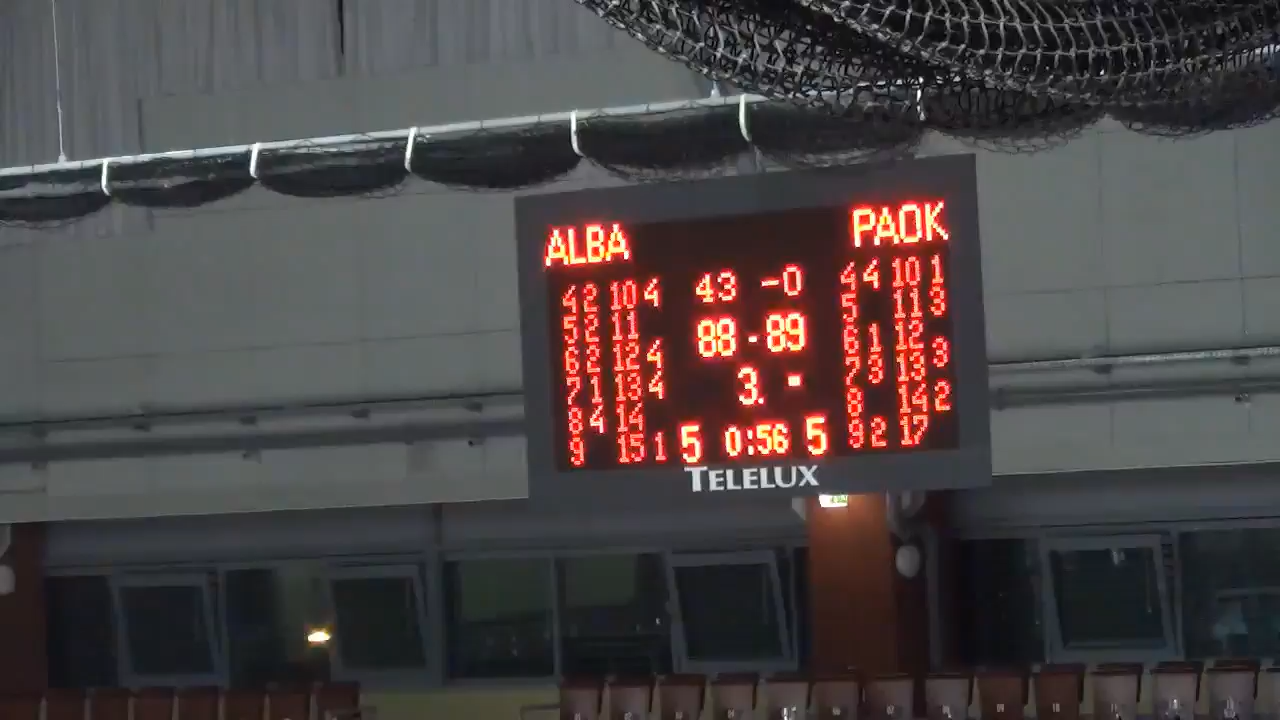 ALBA PAOK
4 2 10 4 43 -0 4 4 10 1
5 2 11 88 - 89 5 11 3
6 2 12 4 6 1 12
7 1 13 4 3. 7 3 13 3
8 4 14 8 14 2
9 15 1 5 0:56 5 9 2 17
TELELUX